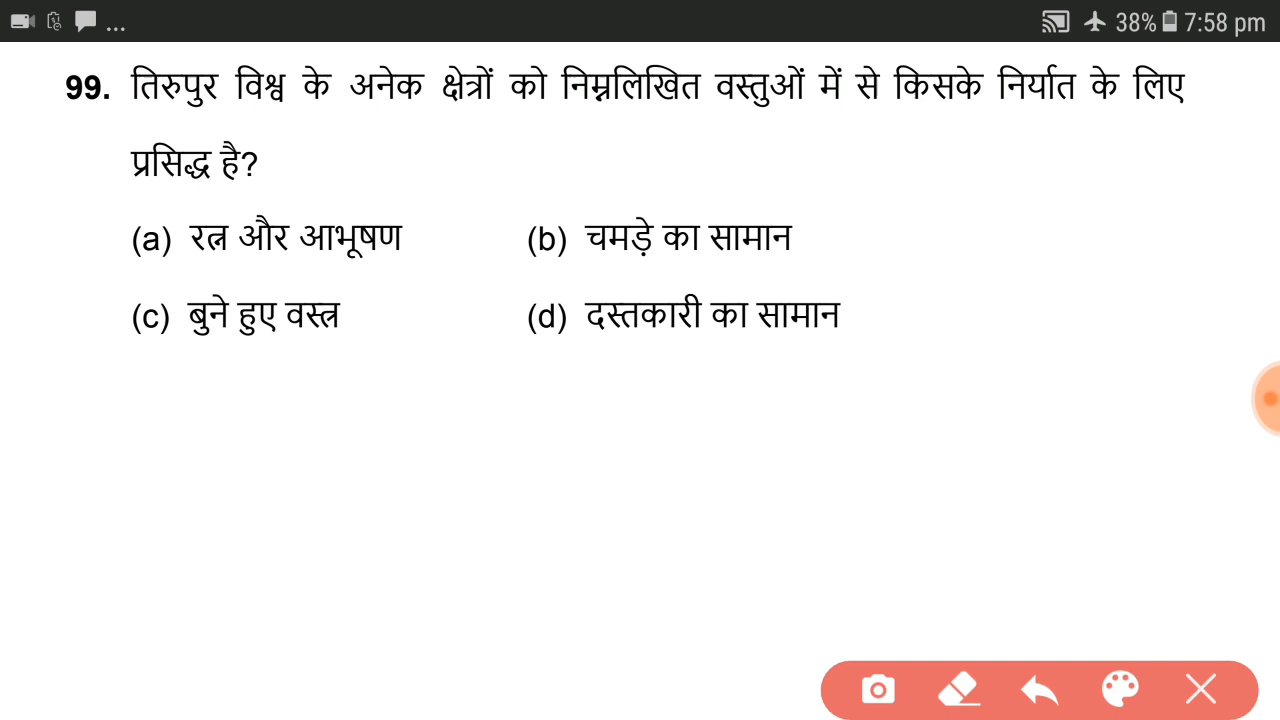 ... 38% 7:58 pm
99. तिरुपुर विश्व के अनेक क्षेत्रों को निम्नलिखित वस्तुओं में से किसके निर्यात के लिए
प्रसिद्ध है?
(a) रत्न और आभूषण (b) चमड़े का सामान
(c) बुने हुए वस्त्र (d) दस्तकारी का सामान